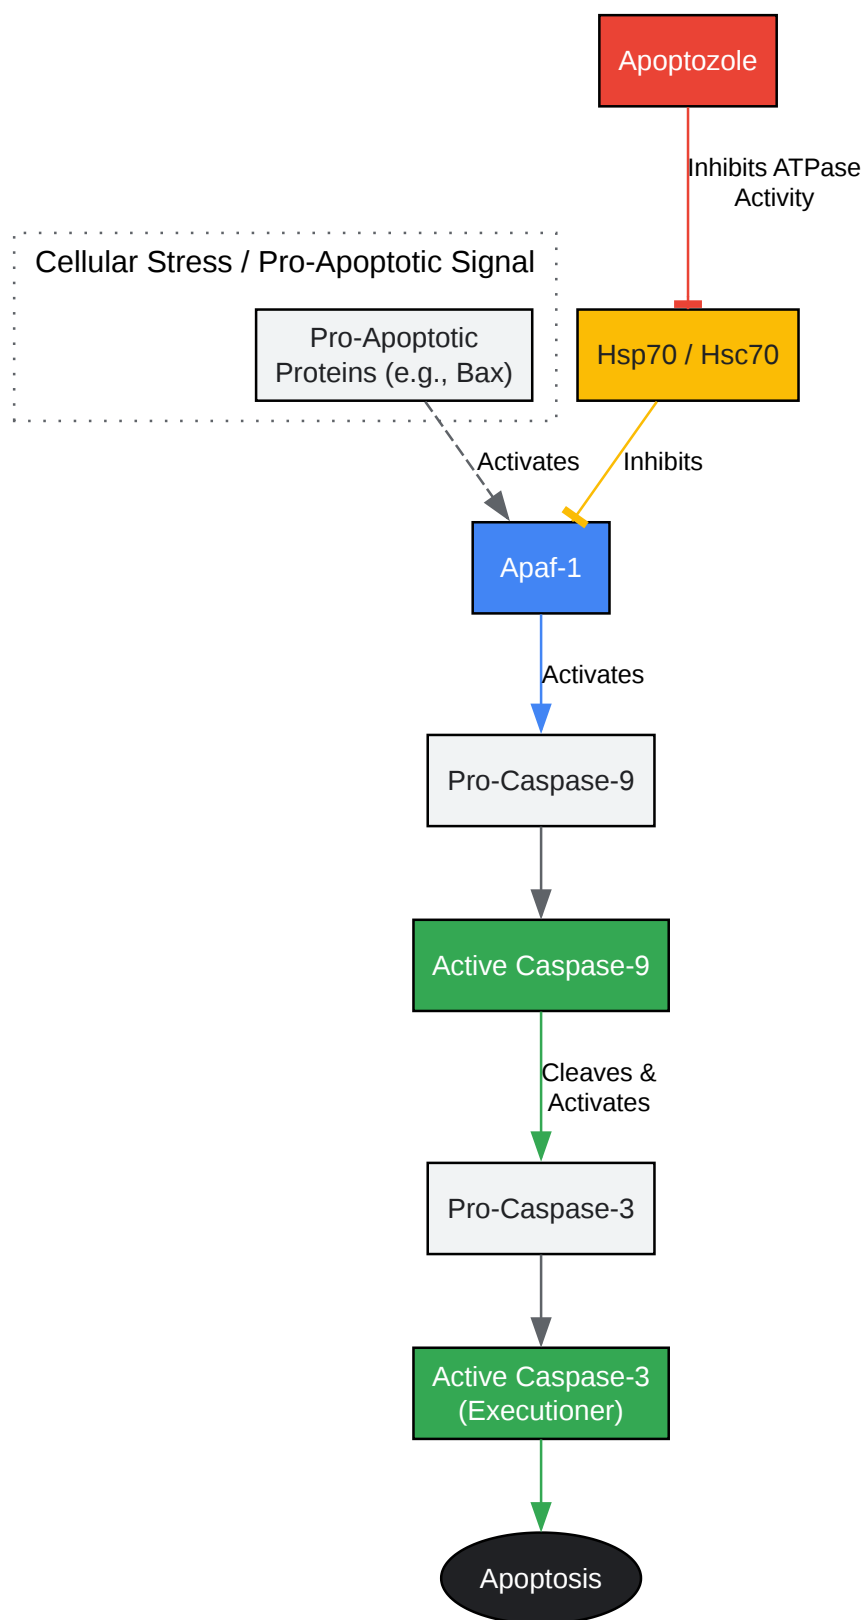 Apoptozole
Inhibits ATPase
Activity
Cellular Stress / Pro-Apoptotic Signal
Pro-Apoptotic
Proteins (e.g., Bax)
Hsp70 / Hsc70
Activates
Inhibits
Apaf-1
Activates
Pro-Caspase-9
Active Caspase-9
Cleaves &
Activates
Pro-Caspase-3
Active Caspase-3
(Executioner)
Apoptosis